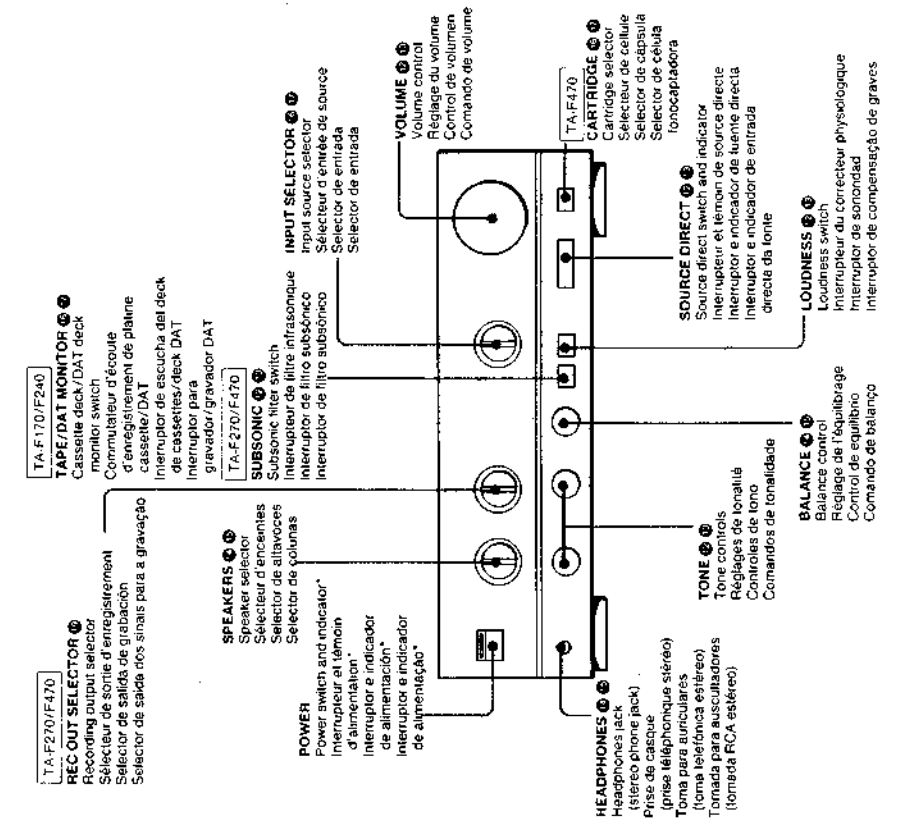 TA-F270/F470
REC OUT SELECTOR
Recording output selector
Sélecteur de sortie d'enregistrement
Selector de salida de grabación
Selector de saíde dos sinais para a gravação
TA-F170/F240
TAPE/DAT MONITOR
Cassette deck/DAT deck
monitor switch
Commutateur d'écoute
d'enregistrement de platine
cassette/DAT
Interruptor de escucha del deck
de cassettes/deck DAT
Interruptor para
gravador/gravador DAT
TA-F270/F470
SUBSONIC
Subsonic filter switch
Interrupteur de filtre infrasonique
Interruptor de filtro subsónico
Interruptor de filtro subsônico
INPUT SELECTOR
Input source selector
Sélecteur d'entrée de source
Selector de entrada
Selector de entrada
VOLUME
Volume control
Réglage du volume
Control de volumen
Comando de volume
SPEAKERS
Speaker selector
Sélecteur d'enceintes
Selector de altavoces
Selector de colunas
POWER
Power switch and indicator*
Interrupteur et témoin
d'alimentation*
Interruptor e indicador
de alimentación*
Interruptor e indicador
de alimentação*
HEADPHONES
Headphones jack
(stereo phone jack)
Prise de casque
(prise téléphonique stéréo)
Toma para auriculares
(toma telefónica estéreo)
Tomada para auscultadores
(tomada RCA estéreo)
TONE
Tone controls
Réglages de tonalité
Controles de tono
Comandos de tonalidade
BALANCE
Balance control
Réglage de l'équilibrage
Control de equilibrio
Comando de balanço
LOUDNESS
Loudness switch
Interrupteur du correcteur physiologique
Interruptor de sonoridad
Interruptor de compensação de graves
SOURCE DIRECT
Source direct switch and indicator
Interrupteur et témoin de source directe
Interruptor e indicador de fuente directa
Interruptor e indicador de entrada
directa da fonte
TA-F470
CARTRIDGE
Cartridge selector
Sélecteur de cellule
Selector de cápsula
Selector de célula
fonocaptadora